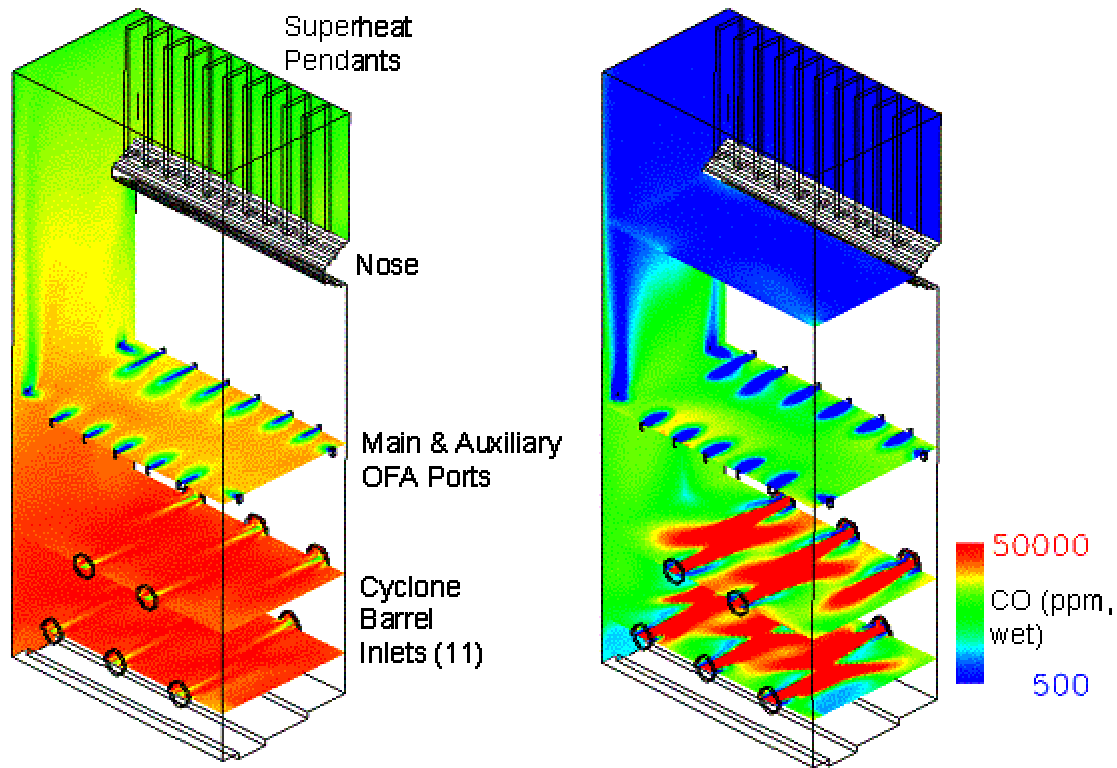 Superheat
Pendants
Nose
Main & Auxiliary
OFA Ports
Cyclone
Barrel
Inlets (11)
50000
CO (ppm,
wet)
500